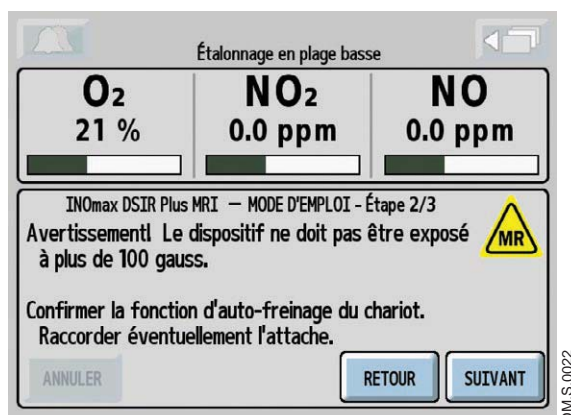 Étalonnage en plage basse
O2 NO2 NO
21 % 0.0 ppm 0.0 ppm
INOmax DSIR Plus MRI – MODE D'EMPLOI - Étape 2/3
Avertissement! Le dispositif ne doit pas être exposé
à plus de 100 gauss.
MR
Confirmer la fonction d'auto-freinage du chariot.
Raccorder éventuellement l'attache.
ANNULER RETOUR SUIVANT